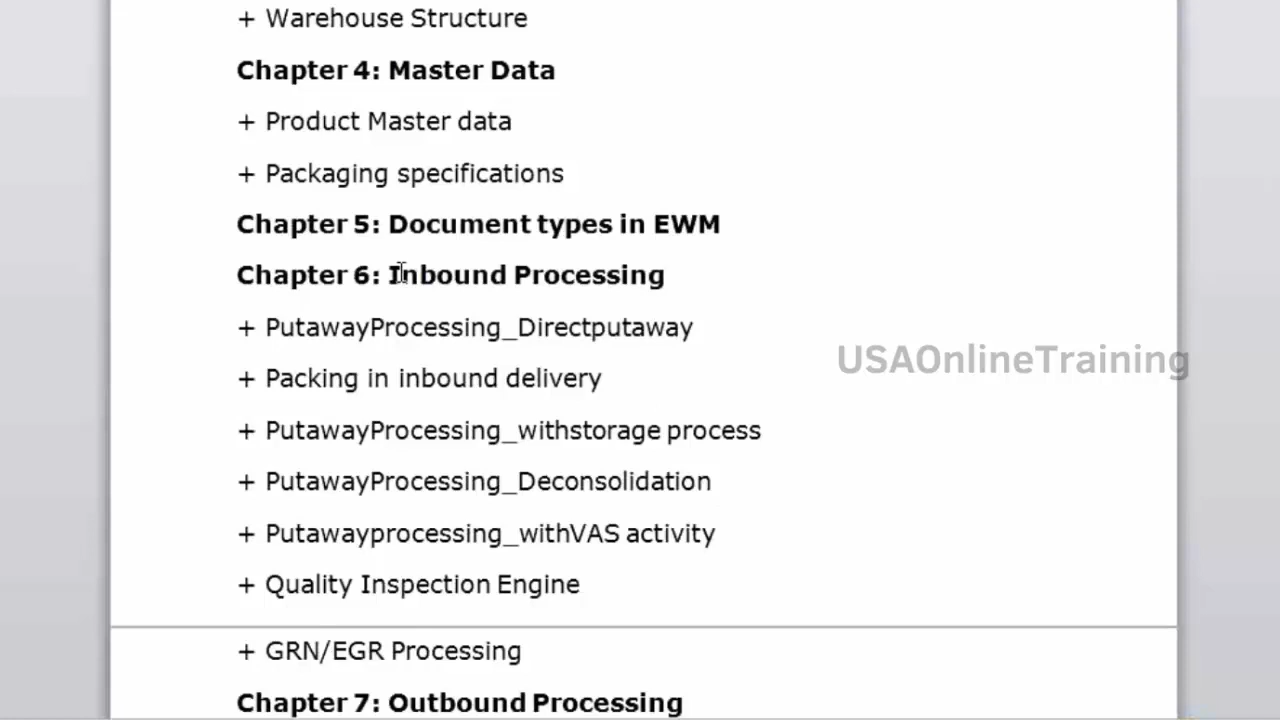 + Warehouse Structure
Chapter 4: Master Data
+ Product Master data
+ Packaging specifications
Chapter 5: Document types in EWM
Chapter 6: Inbound Processing
+ PutawayProcessing_Directputaway
USAOnlineTraining
+ Packing in inbound delivery
+ PutawayProcessing_withstorage process
+ PutawayProcessing_Deconsolidation
+ Putawayprocessing_withVAS activity
+ Quality Inspection Engine
+ GRN/EGR Processing
Chapter 7: Outbound Processing